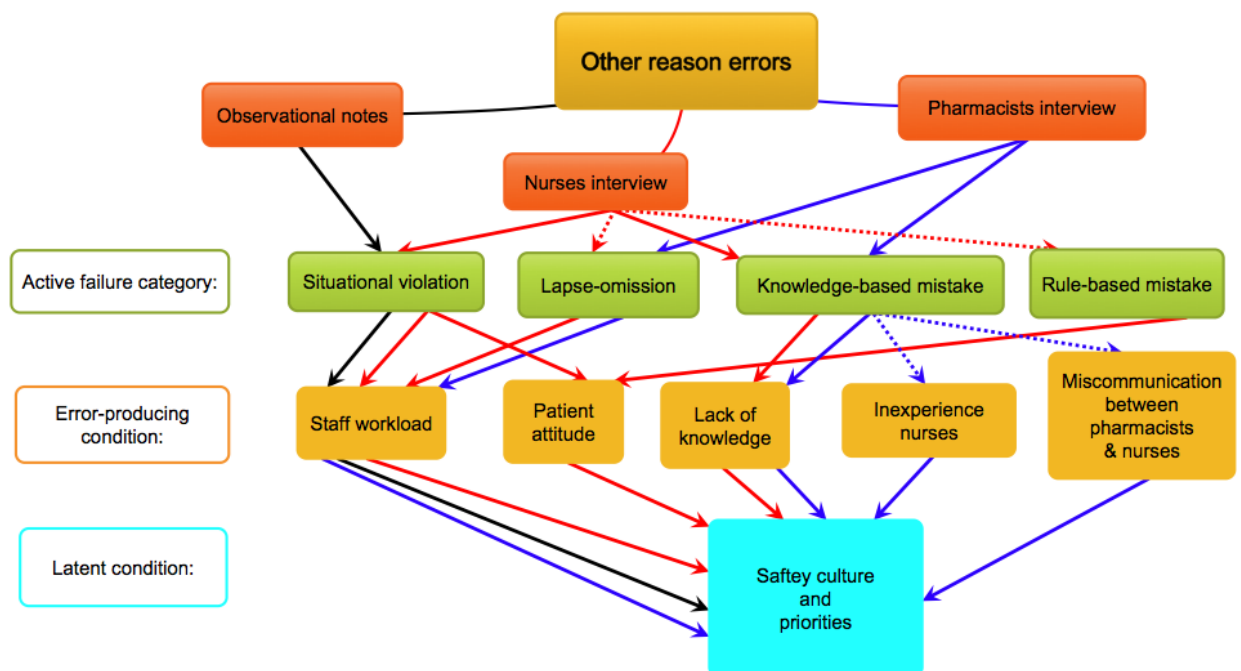 Other reason errors
Observational notes
Pharmacists interview
Nurses interview
Active failure category:
Situational violation
Lapse-omission
Knowledge-based mistake
Rule-based mistake
Error-producing
condition:
Staff workload
Patient
attitude
Lack of
knowledge
Inexperience
nurses
Miscommunication
between
pharmacists
& nurses
Latent condition:
Saftey culture
and
priorities